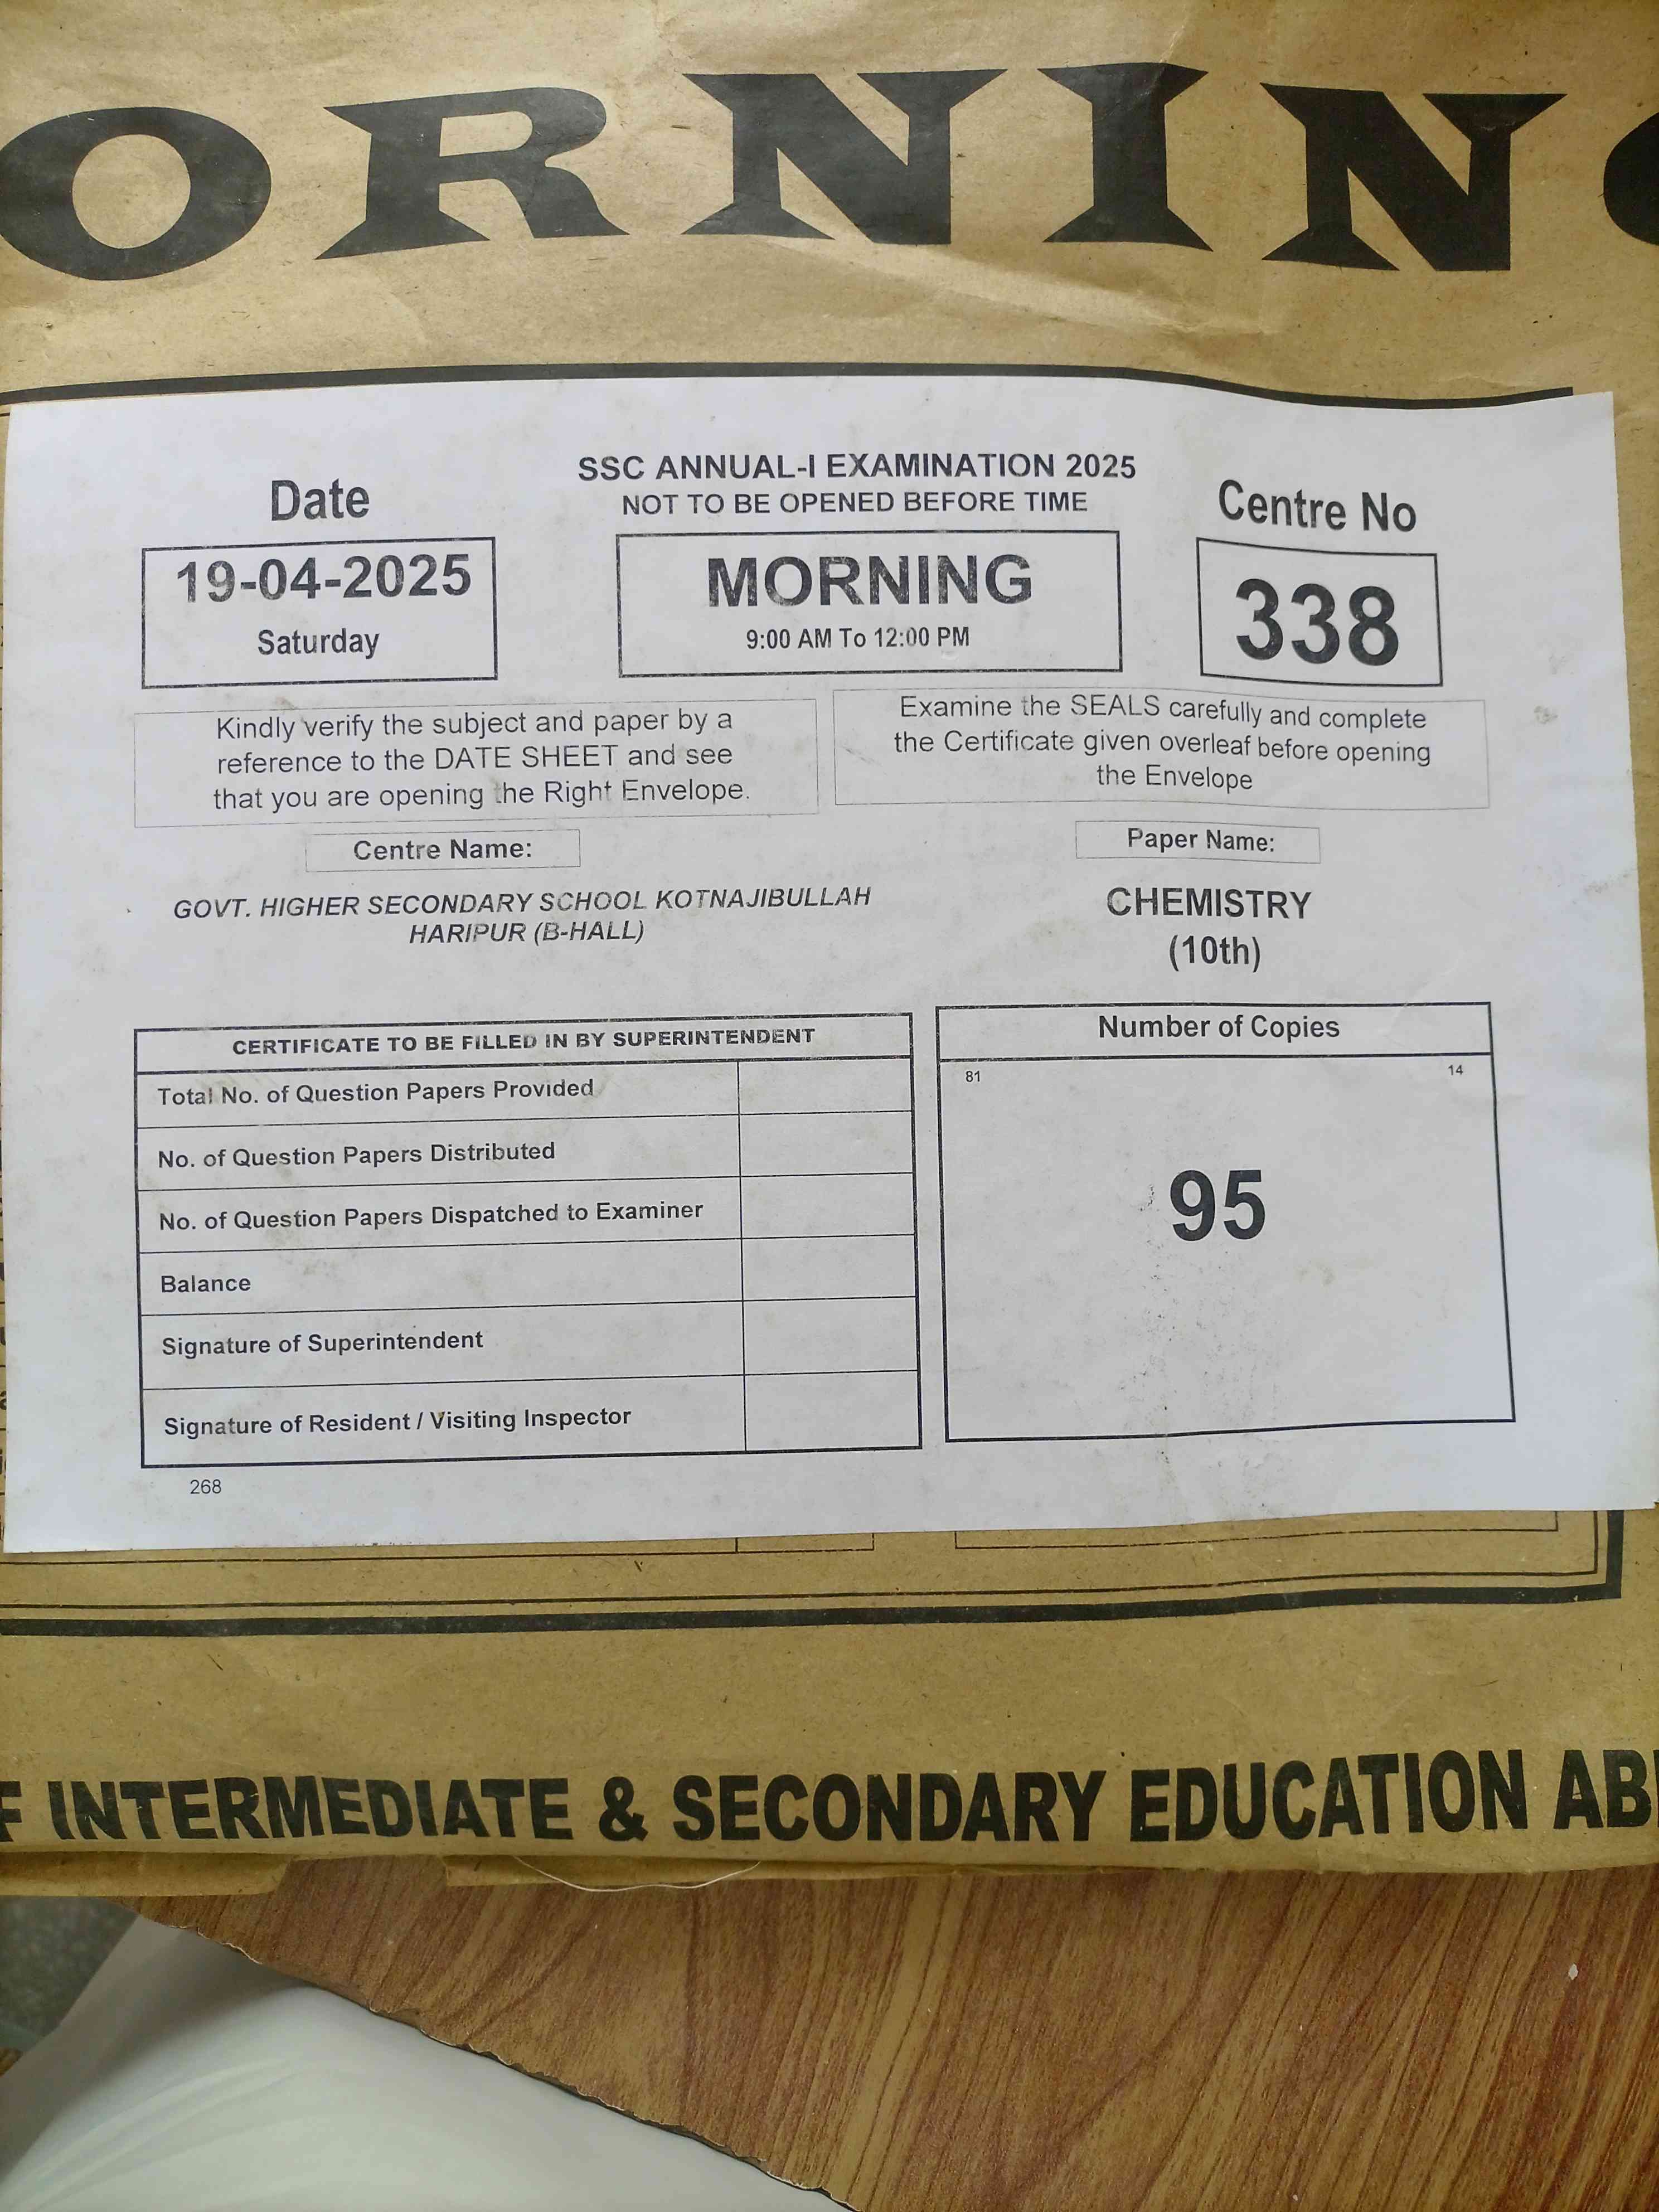 ORNING
SSC ANNUAL-I EXAMINATION 2025
NOT TO BE OPENED BEFORE TIME
Date
19-04-2025
Saturday
MORNING
9:00 AM To 12:00 PM
Centre No
338
Kindly verify the subject and paper by a
reference to the DATE SHEET and see
that you are opening the Right Envelope.
Examine the SEALS carefully and complete
the Certificate given overleaf before opening
the Envelope
Centre Name:
GOVT. HIGHER SECONDARY SCHOOL KOTNAJIBULLAH
HARIPUR (B-HALL)
Paper Name:
CHEMISTRY
(10th)
CERTIFICATE TO BE FILLED IN BY SUPERINTENDENT
Total No. of Question Papers Provided
No. of Question Papers Distributed
No. of Question Papers Dispatched to Examiner
Balance
Signature of Superintendent
Signature of Resident / Visiting Inspector
Number of Copies
81 14
95
268
F INTERMEDIATE & SECONDARY EDUCATION AB